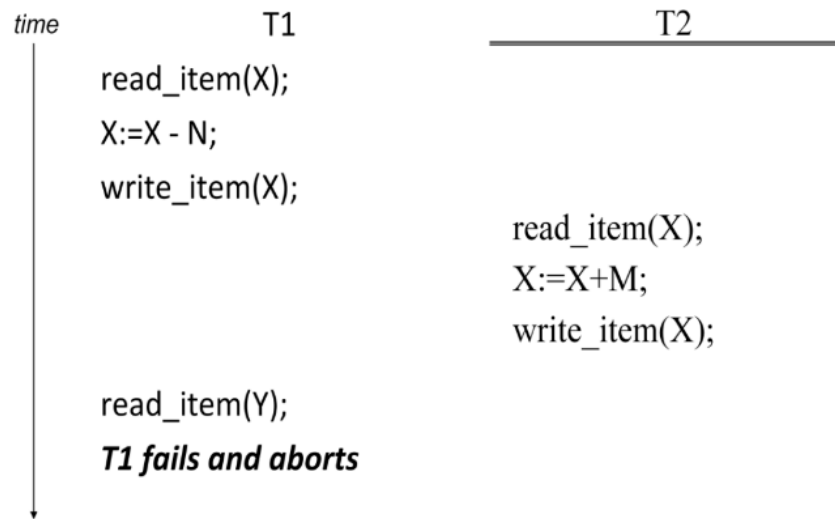 time T1 T2
read_item(X);
X:=X - N;
write_item(X);
read_item(X);
X:=X+M;
write_item(X);
read_item(Y);
T1 fails and aborts